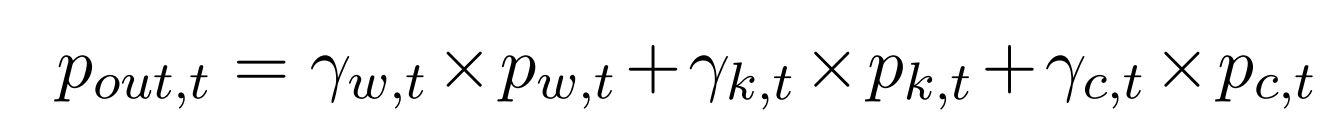 p_{out,t} = γ_{w,t} × p_{w,t} + γ_{k,t} × p_{k,t} + γ_{c,t} × p_{c,t}